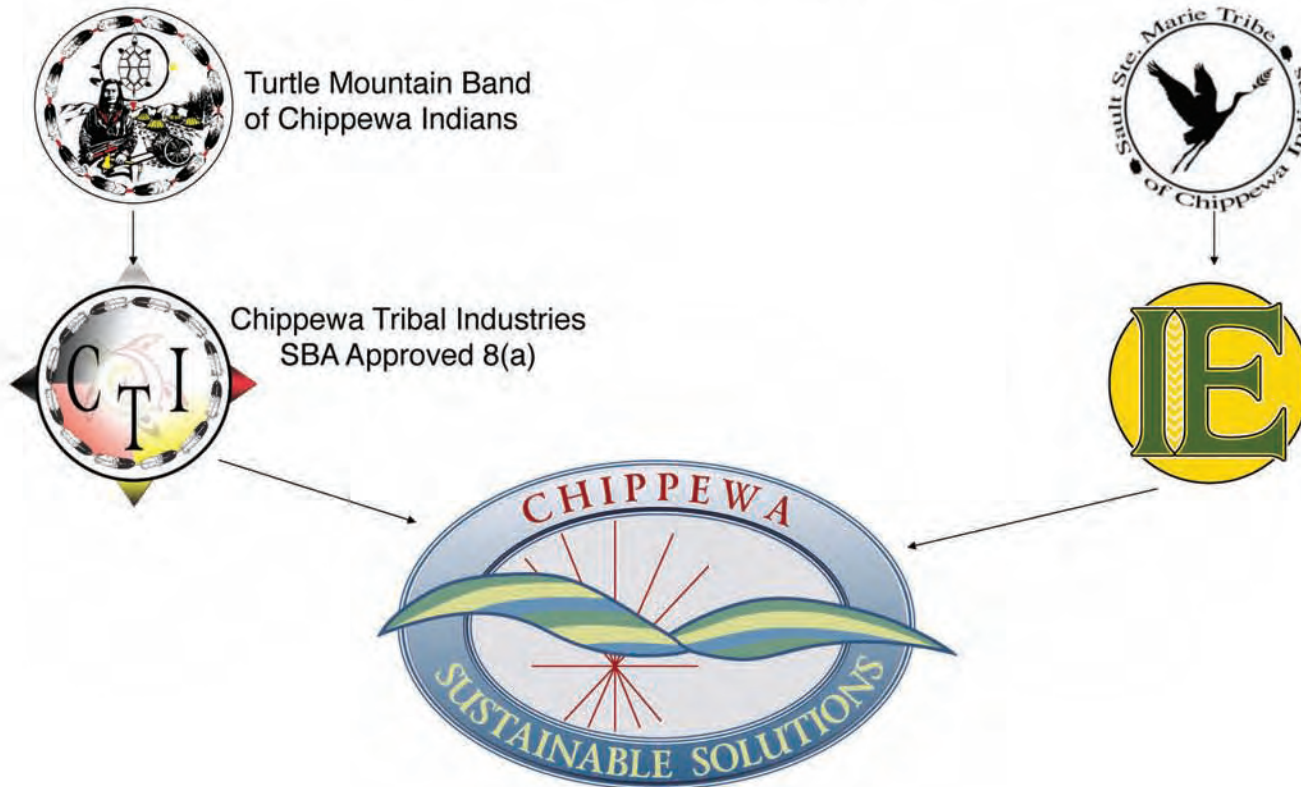 Turtle Mountain Band
of Chippewa Indians
Sault Ste. Marie Tribe
of Chippewa Indians
Chippewa Tribal Industries
SBA Approved 8(a)
CTI
IE
CHIPPEWA
SUSTAINABLE SOLUTIONS